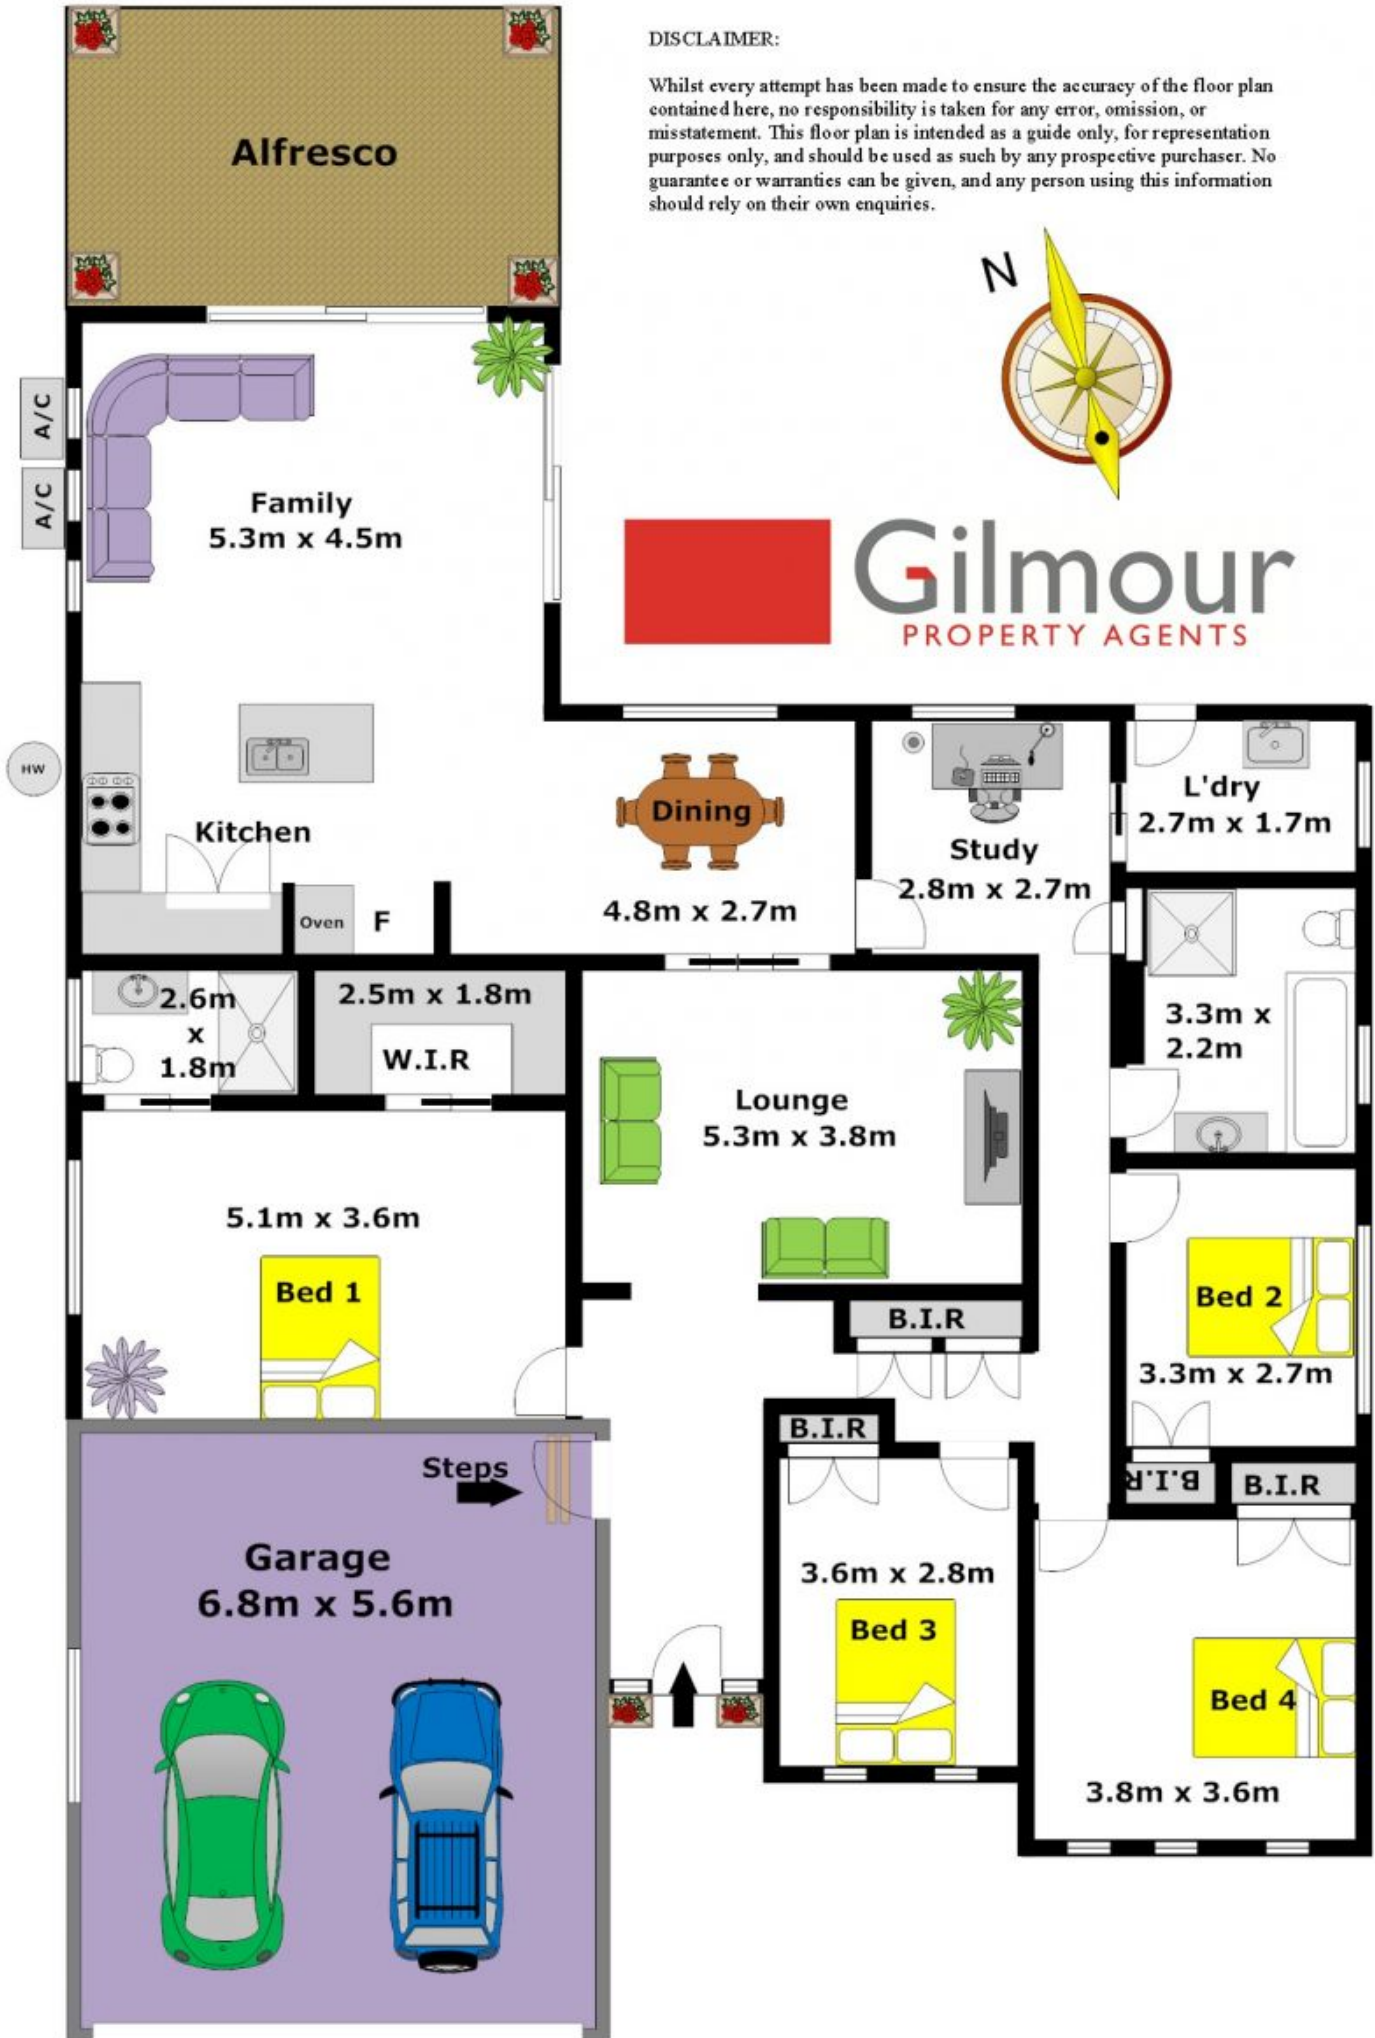 DISCLAIMER:
Whilst every attempt has been made to ensure the accuracy of the floor plan
contained here, no responsibility is taken for any error, omission, or
misstatement. This floor plan is intended as a guide only, for representation
purposes only, and should be used as such by any prospective purchaser. No
guarantee or warranties can be given, and any person using this information
should rely on their own enquiries.
Alfresco
N
A/C
A/C
Family
5.3m x 4.5m
Gilmour
PROPERTY AGENTS
HW
Kitchen
Oven
F
Dining
4.8m x 2.7m
Study
2.8m x 2.7m
L'dry
2.7m x 1.7m
2.6m
x
1.8m
2.5m x 1.8m
W.I.R
Lounge
5.3m x 3.8m
3.3m x
2.2m
5.1m x 3.6m
Bed 1
B.I.R
Bed 2
3.3m x 2.7m
B.I.R
B.I.R
B.I.R
Steps
Garage
6.8m x 5.6m
3.6m x 2.8m
Bed 3
Bed 4
3.8m x 3.6m